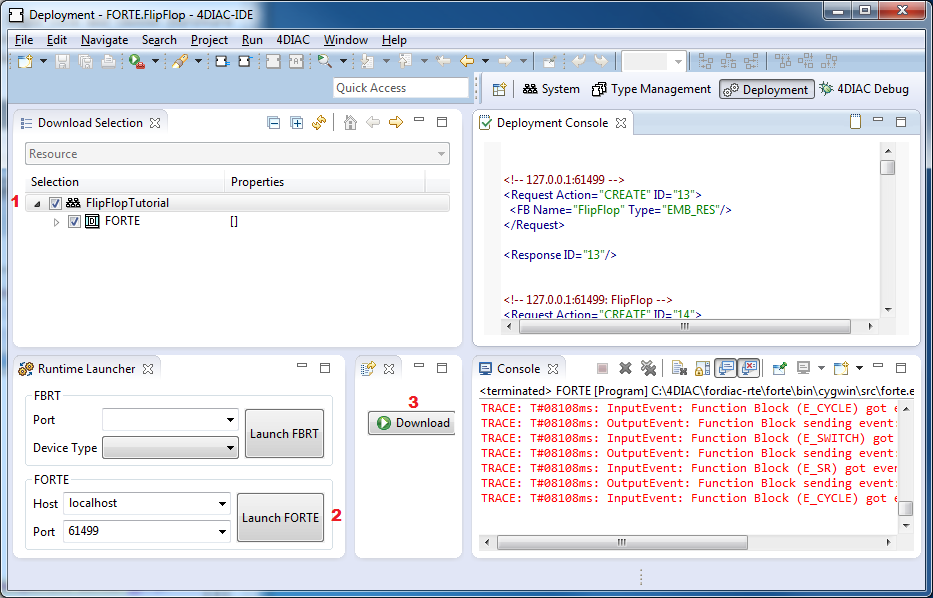 Deployment - FORTE.FlipFlop - 4DIAC-IDE
File Edit Navigate Search Project Run 4DIAC Window Help
Quick Access
System Type Management Deployment 4DIAC Debug
Download Selection
Resource
Selection Properties
1 FlipFlopTutorial
FORTE []
Deployment Console
<!-- 127.0.0.1:61499 -->
<Request Action="CREATE" ID="13">
<FB Name="FlipFlop" Type="EMB_RES"/>
</Request>
<Response ID="13"/>
<!-- 127.0.0.1:61499: FlipFlop -->
<Request Action="CREATE" ID="14">
Runtime Launcher
FBRT
Port
Device Type
Launch FBRT
FORTE
Host localhost
Port 61499
Launch FORTE 2
3
Download
Console
<terminated> FORTE [Program] C:\4DIAC\fordiac-rte\forte\bin\cygwin\src\forte.e
TRACE: T#08108ms: InputEvent: Function Block (E_CYCLE) got e
TRACE: T#08108ms: OutputEvent: Function Block sending event:
TRACE: T#08108ms: InputEvent: Function Block (E_SWITCH) got
TRACE: T#08108ms: OutputEvent: Function Block sending event:
TRACE: T#08108ms: InputEvent: Function Block (E_SR) got ever
TRACE: T#08108ms: OutputEvent: Function Block sending event:
TRACE: T#08108ms: InputEvent: Function Block (E_CYCLE) got e